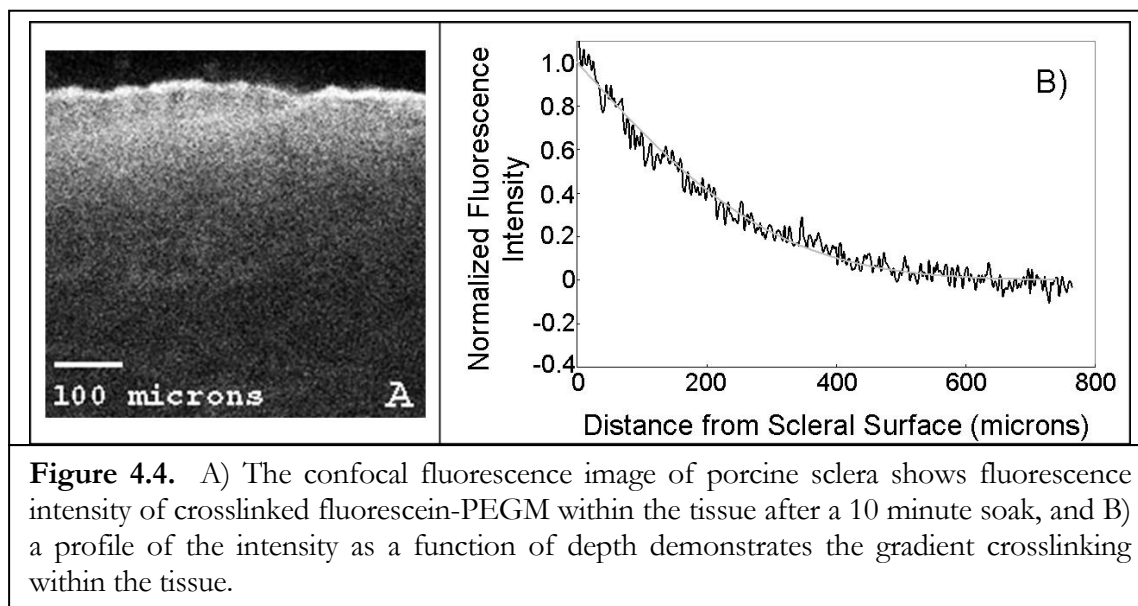 100 microns
A
B)
Normalized Fluorescence
Intensity
1.0
0.8
0.6
0.4
0.2
0
-0.2
-0.4
0
200
400
600
800
Distance from Scleral Surface (microns)
Figure 4.4. A) The confocal fluorescence image of porcine sclera shows fluorescence
intensity of crosslinked fluorescein-PEGM within the tissue after a 10 minute soak, and B)
a profile of the intensity as a function of depth demonstrates the gradient crosslinking
within the tissue.